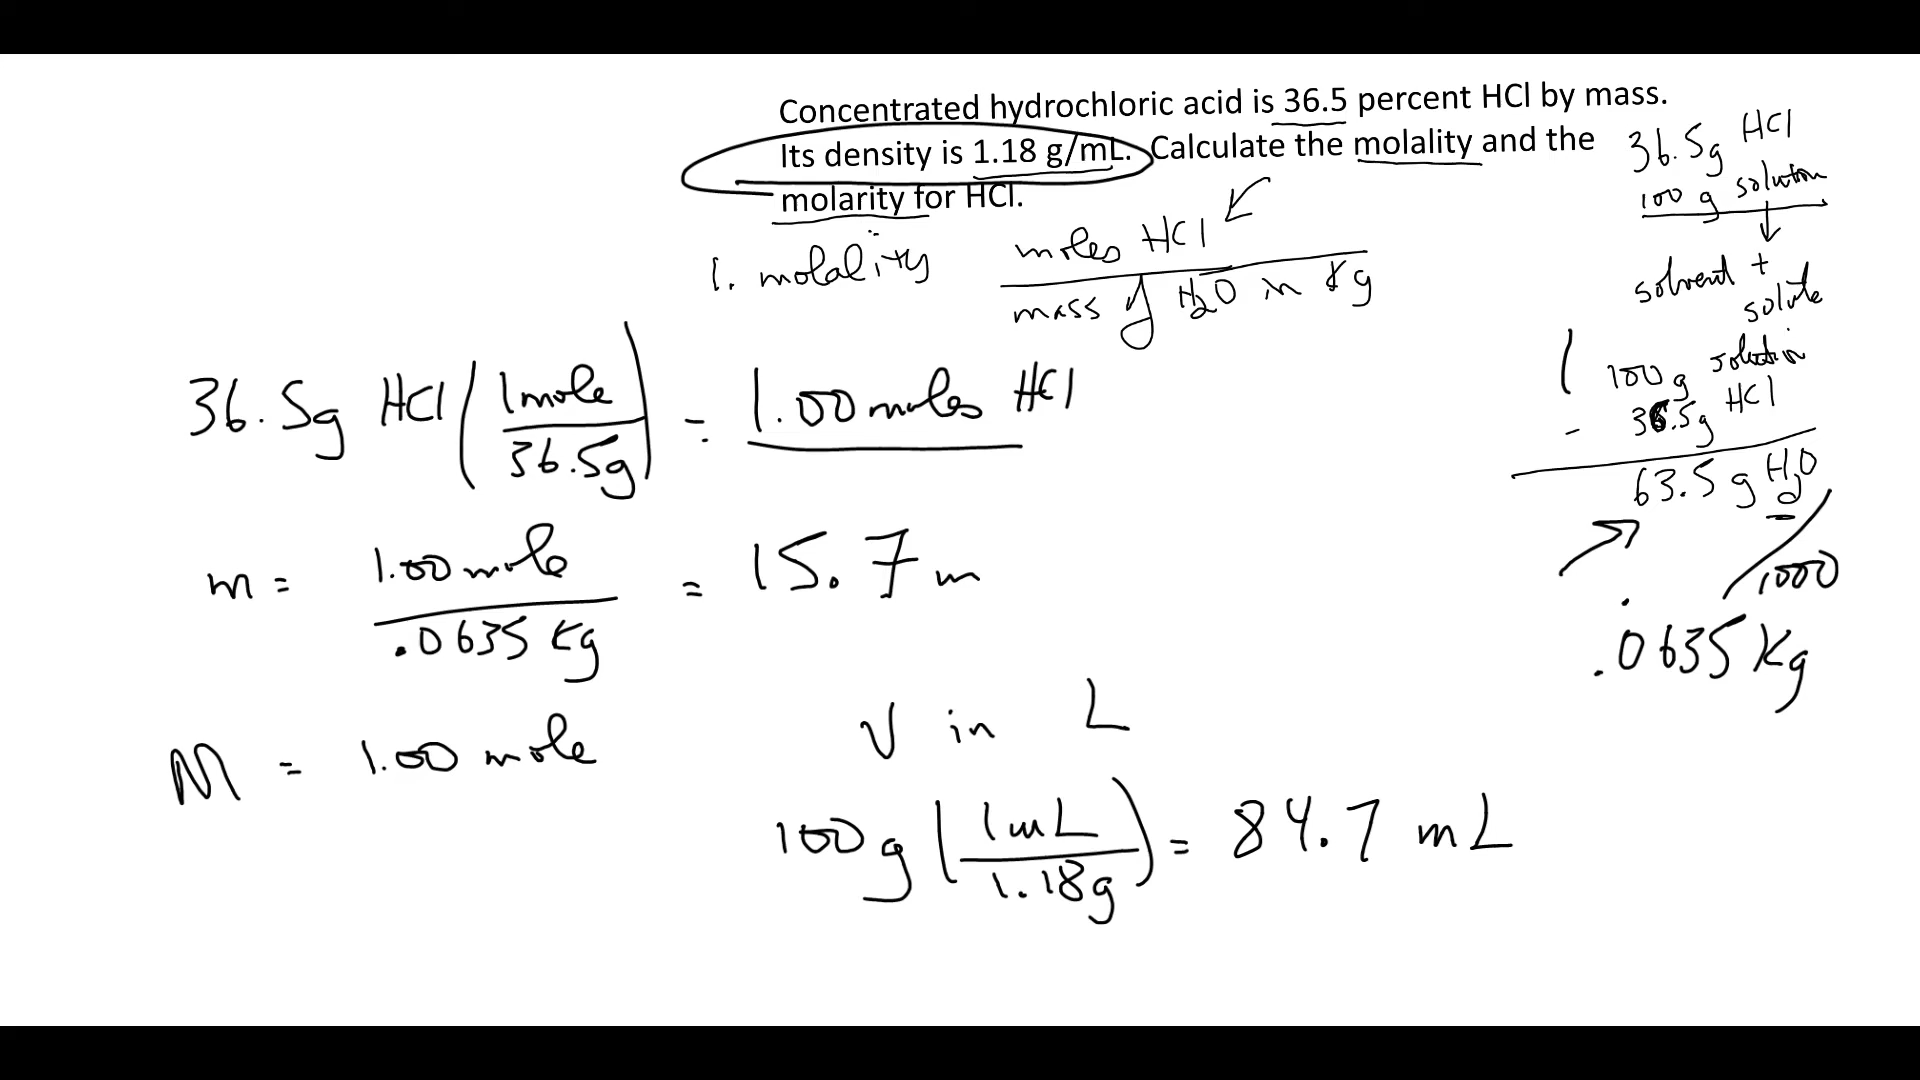 Concentrated hydrochloric acid is 36.5 percent HCl by mass.
Its density is 1.18 g/mL. Calculate the molality and the
molarity for HCl.
36.5g HCl
100 g solution
solvent +
solute
100g solution
- 36.5g HCl
63.5 g H2O
/1000
.0635 Kg
1. molality
moles HCl
mass of H2O in kg
36.5g HCl (1mole
36.5g) = 1.00 moles HCl
m = 1.00 mole
.0635 Kg = 15.7 m
M = 1.00 mole
V in L
100g (1mL
1.18g) = 84.7 mL